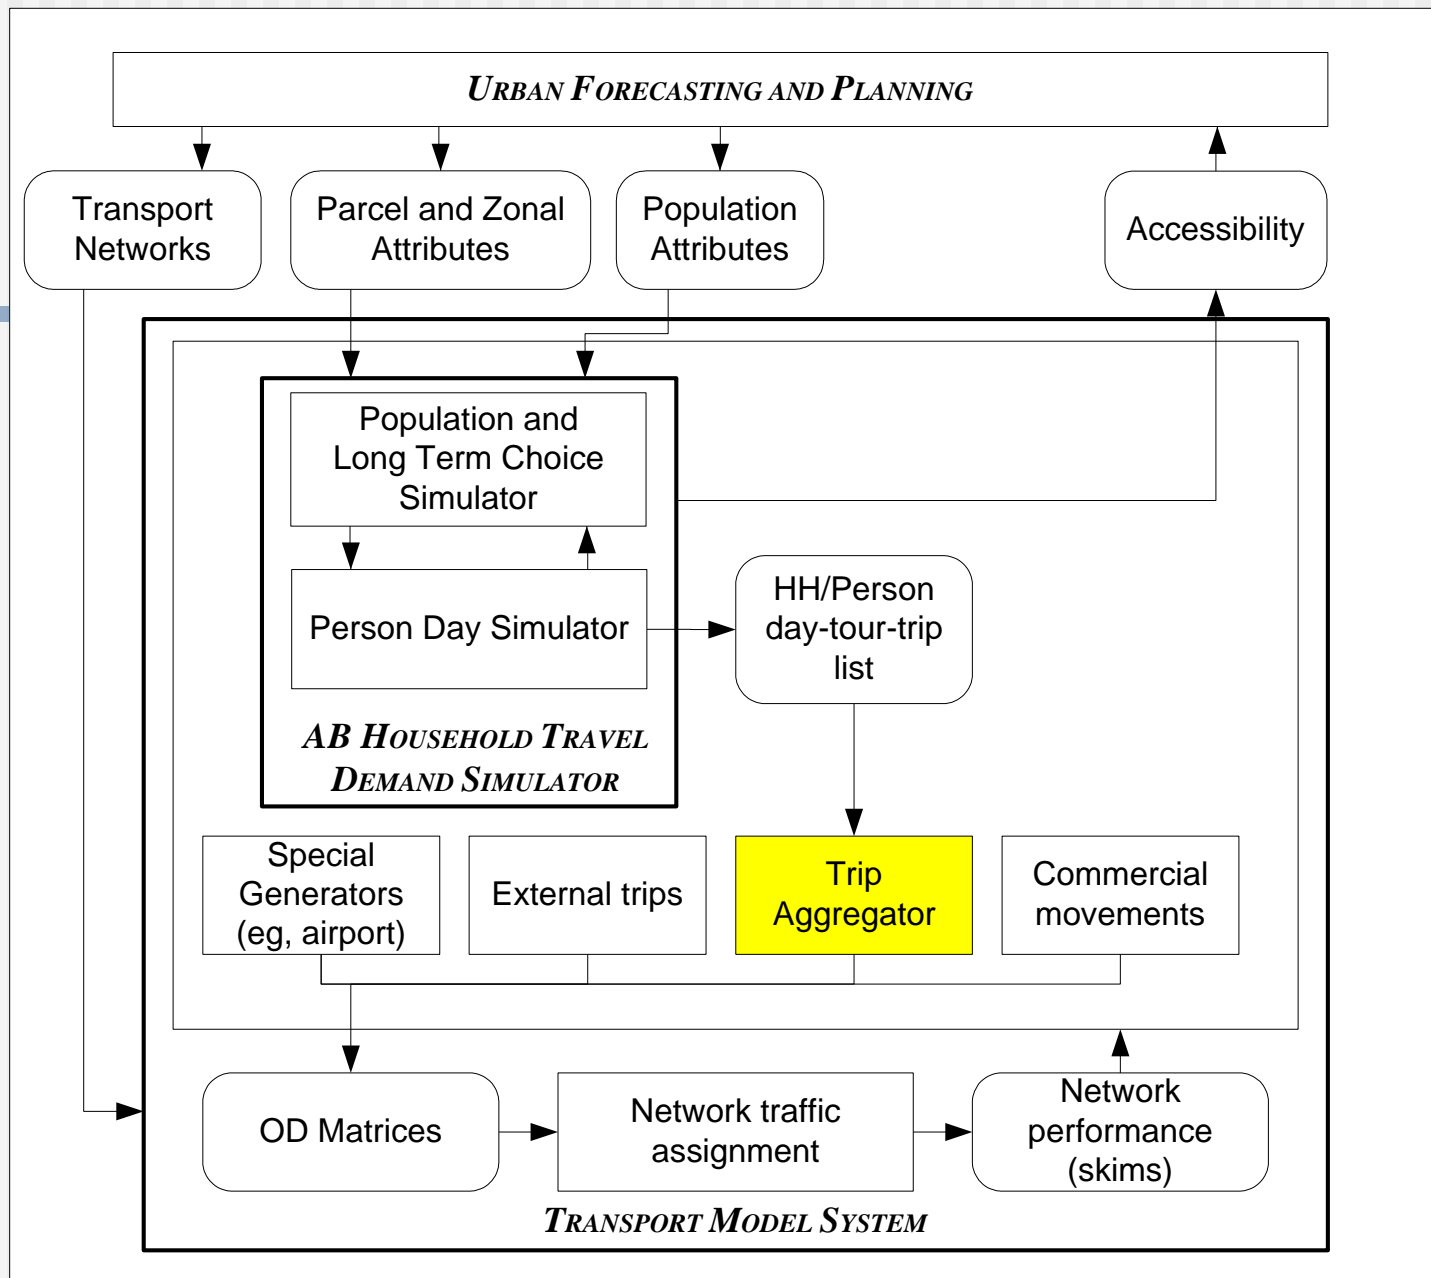 URBAN FORECASTING AND PLANNING
Transport
Networks
Parcel and Zonal
Attributes
Population
Attributes
Accessibility
Population and
Long Term Choice
Simulator
Person Day Simulator
HH/Person
day-tour-trip
list
AB HOUSEHOLD TRAVEL
DEMAND SIMULATOR
Special
Generators
(eg, airport)
External trips
Trip
Aggregator
Commercial
movements
OD Matrices
Network traffic
assignment
Network
performance
(skims)
TRANSPORT MODEL SYSTEM